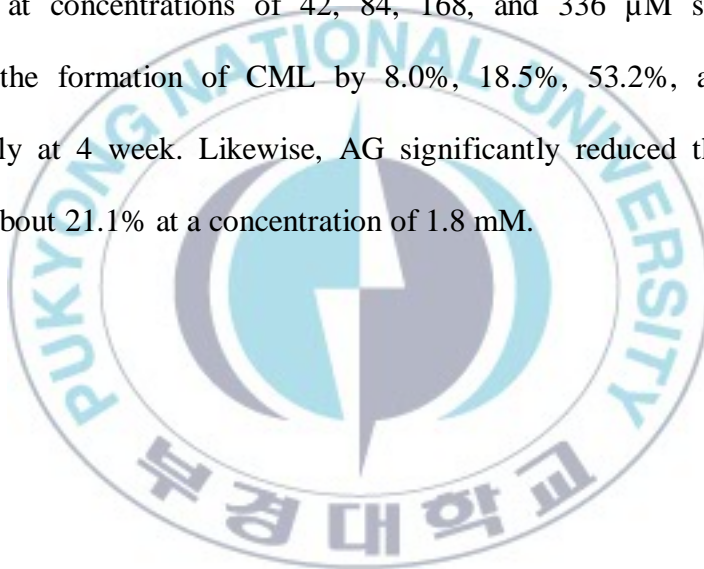 at concentrations of 42, 84, 168, and 336 µM s
the formation of CML by 8.0%, 18.5%, 53.2%, a
ly at 4 week. Likewise, AG significantly reduced th
bout 21.1% at a concentration of 1.8 mM.
PUKYONG NATIONAL UNIVERSITY
부경대학교